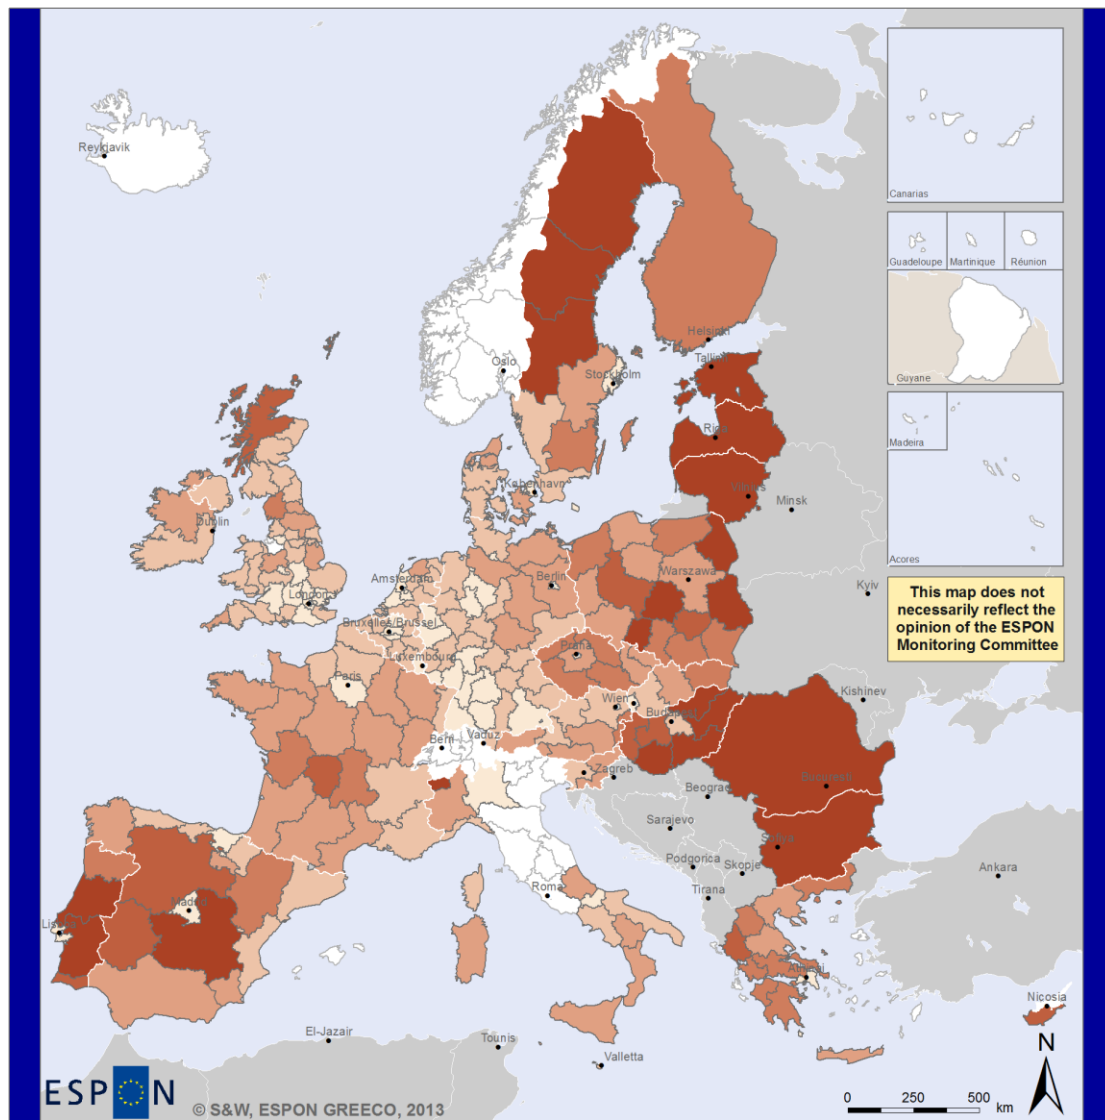 Reykjavik
Canarias
Guadeloupe
Martinique
Réunion
Guyane
Madeira
Acores
This map does not
necessarily reflect the
opinion of the ESPON
Monitoring Committee
Oslo
Helsinki
Tallinn
Stockholm
Riga
København
Vilnius
Minsk
Dublin
Amsterdam
Berlin
Warszawa
Kyiv
London
Bruxelles/Brussel
Praha
Luxembourg
Paris
Wien
Kishinev
Budapest
Bern
Vaduz
Zagreb
Beograd
Bucuresti
Sarajevo
Sofiya
Podgorica
Skopje
Ankara
Tirana
Roma
Madrid
Lisboa
Athinai
Nicosia
El-Jazair
Tounis
Valletta
N
ESPON
© S&W, ESPON GREECO, 2013
0 250 500
km